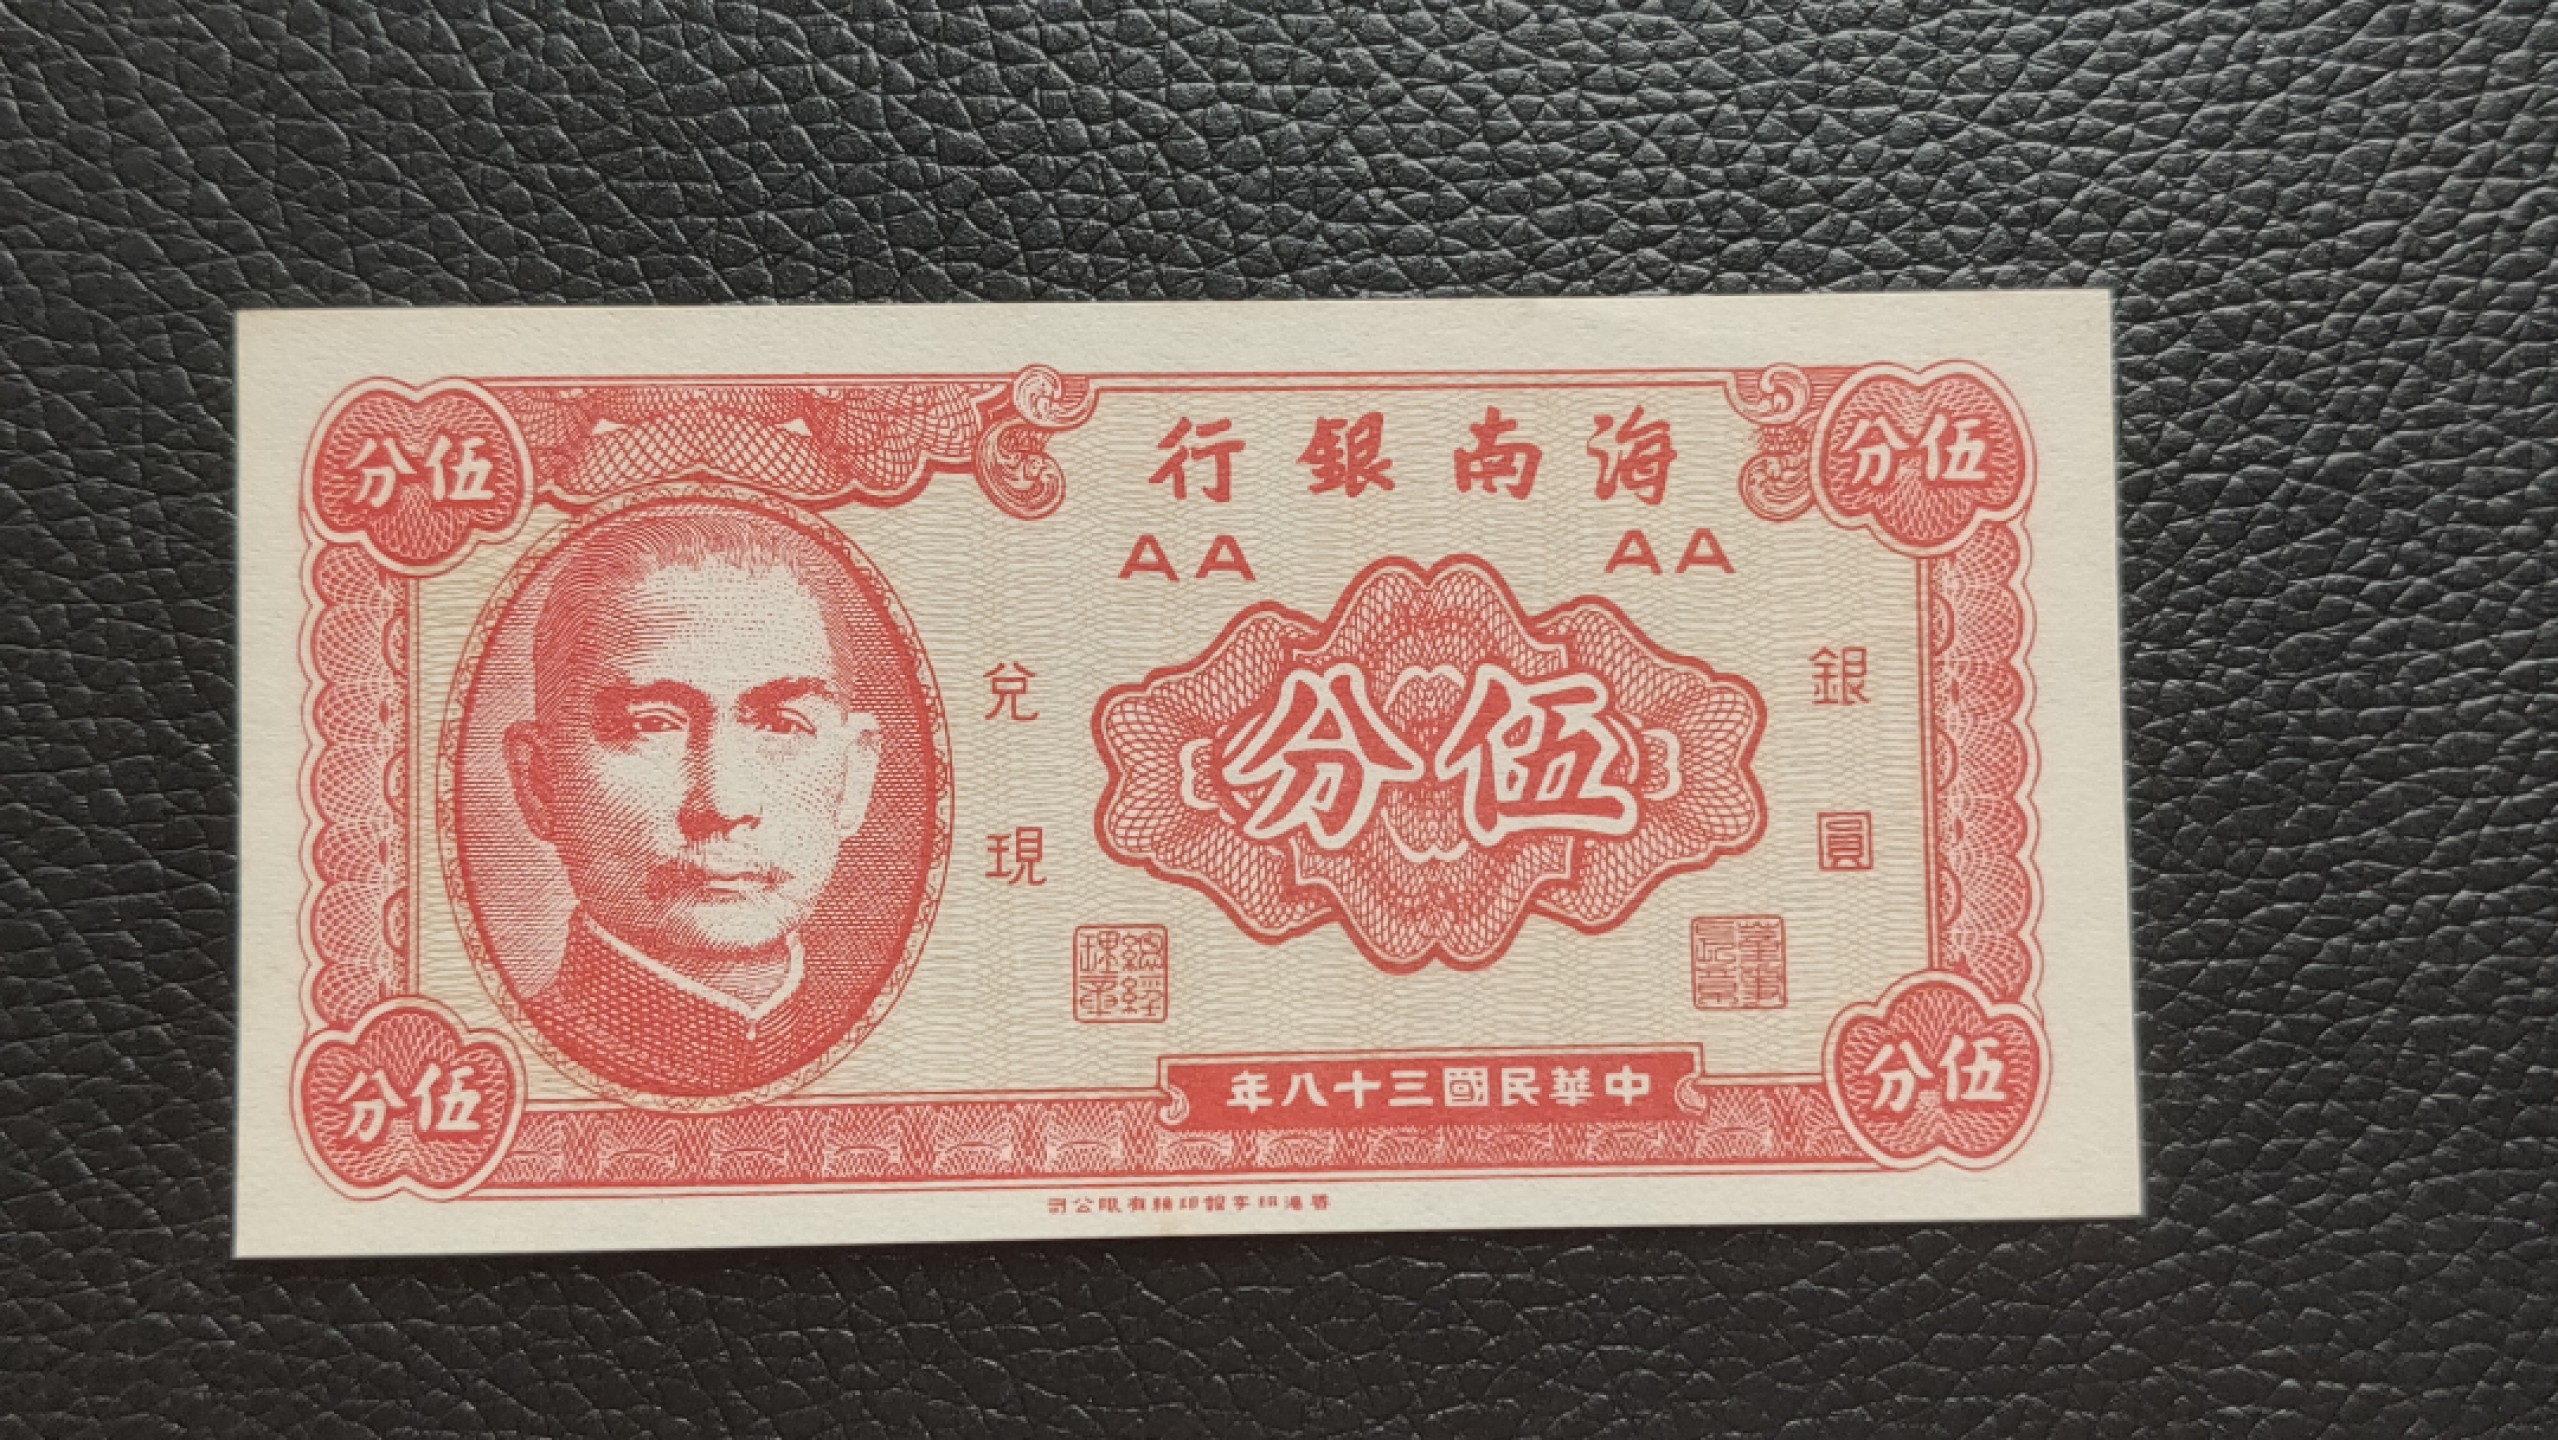 海南銀行
伍分
伍分
AA
AA
銀圓
伍分
兌現
董事長章
總經理章
中華民國三十八年
伍分
伍分
香港印字館印務有限公司